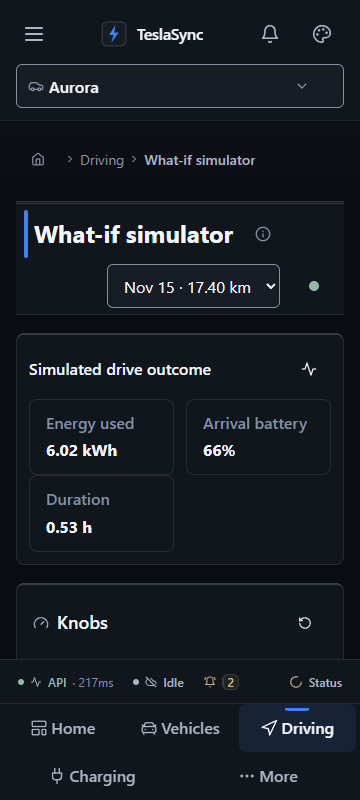 TeslaSync
Aurora
Driving
What-if simulator
What-if simulator
Nov 15 · 17.40 km
Simulated drive outcome
Energy used
6.02 kWh
Arrival battery
66%
Duration
0.53 h
Knobs
API · 217ms
Idle
2
Status
Home
Vehicles
Driving
Charging
More